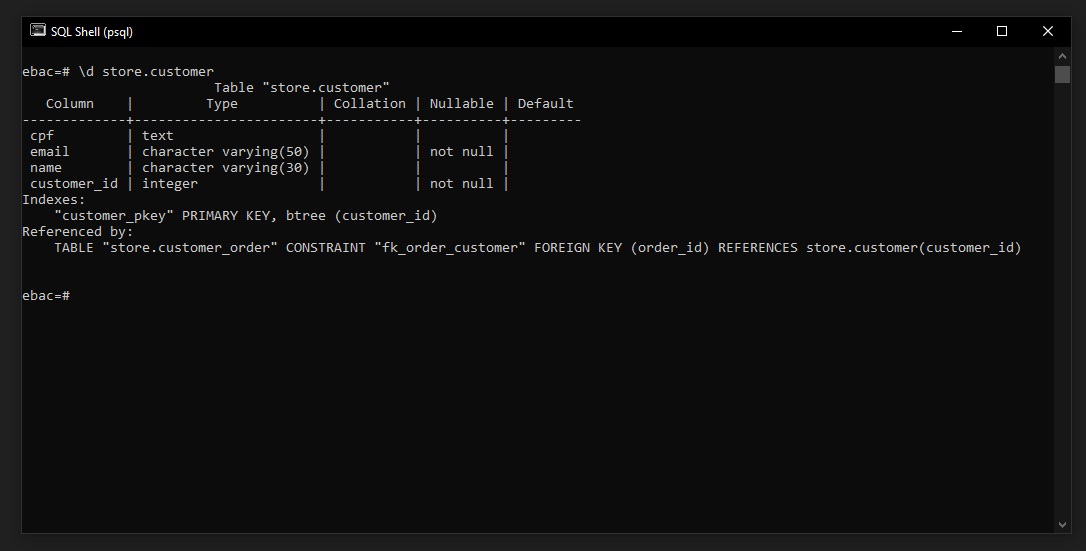 SQL Shell (psql)
ebac=# \d store.customer
                        Table "store.customer"
   Column    |         Type          | Collation | Nullable | Default
-------------+-----------------------+-----------+----------+---------
 cpf         | text                  |           |          |
 email       | character varying(50) |           | not null |
 name        | character varying(30) |           |          |
 customer_id | integer               |           | not null |
Indexes:
    "customer_pkey" PRIMARY KEY, btree (customer_id)
Referenced by:
    TABLE "store.customer_order" CONSTRAINT "fk_order_customer" FOREIGN KEY (order_id) REFERENCES store.customer(customer_id)
ebac=#